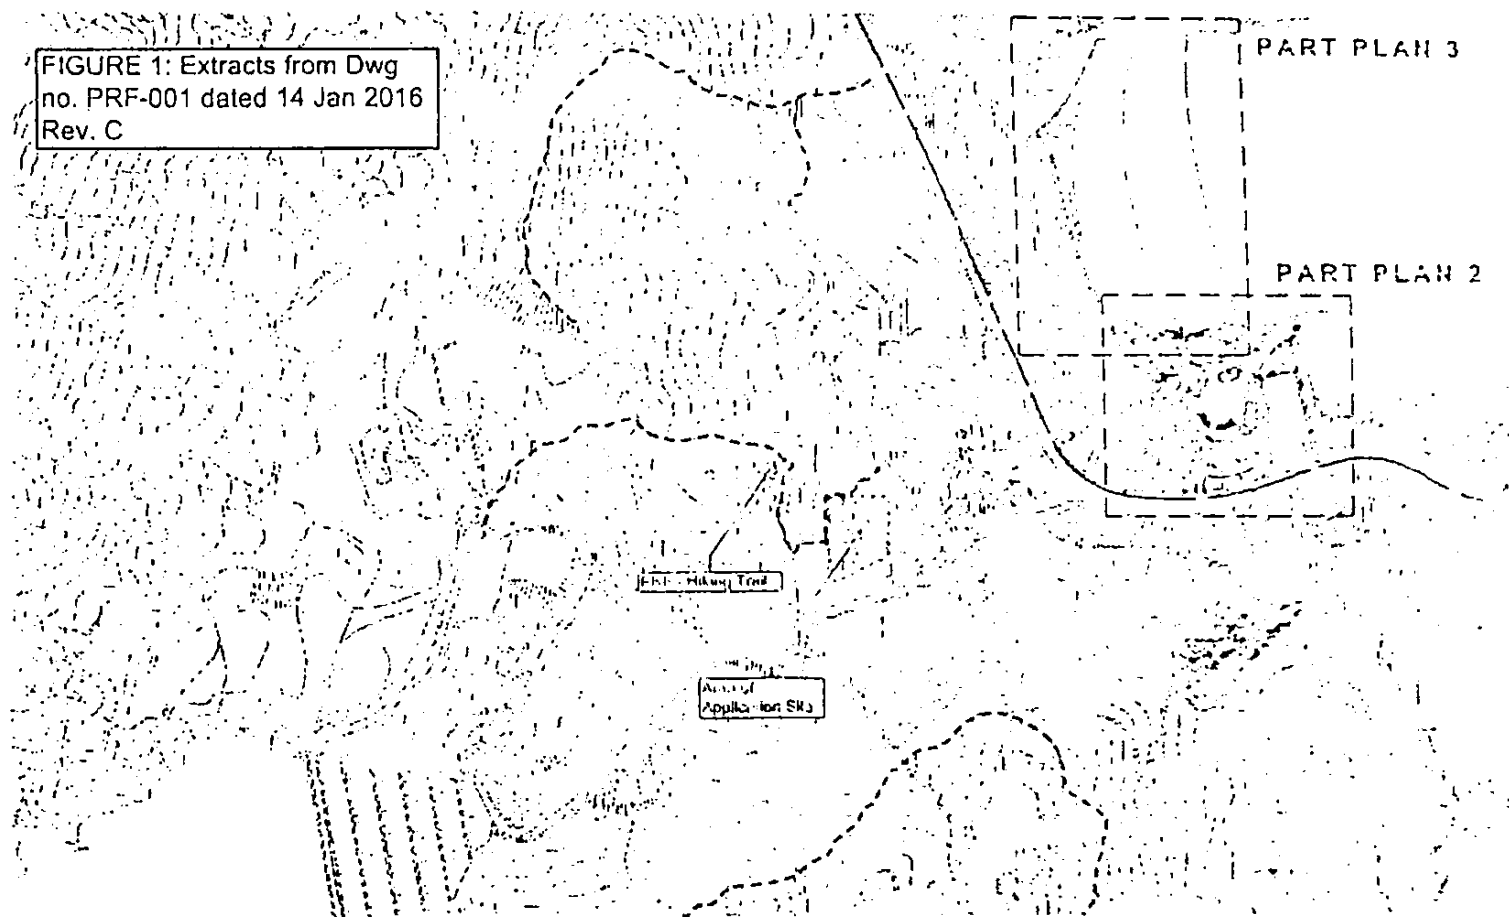 FIGURE 1: Extracts from Dwg
no. PRF-001 dated 14 Jan 2016
Rev. C
PART PLAN 3
PART PLAN 2
Hiking Trail
Application